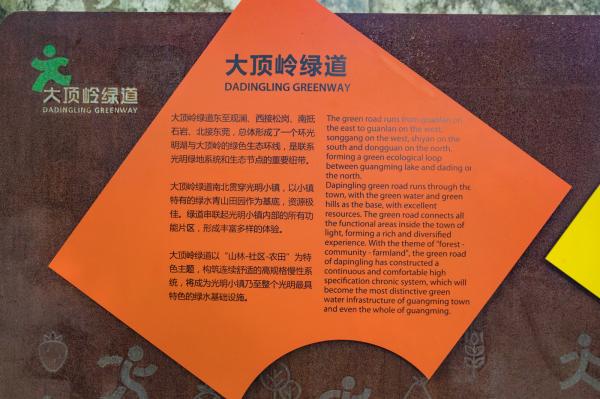 大顶岭绿道
DADINGLING GREENWAY
大顶岭绿道
DADINGLING GREENWAY
大顶岭绿道东至观澜、西接松岗、南抵
石岩、北接东莞，总体形成了一个环光
明湖与大顶岭的绿色生态环线，是联系
光明绿地系统和生态节点的重要纽带。
大顶岭绿道南北贯穿光明小镇，以小镇
特有的绿水青山田园作为基底，资源极
佳。绿道串联起光明小镇内部的所有功
能片区，形成丰富多样的体验。
大顶岭绿道以“山林-社区-农田”为特
色主题，构筑连续舒适的高规格慢性系
统，将成为光明小镇乃至整个光明最具
特色的绿水基础设施。
The green road runs from guanlan on
the east to guanlan on the west,
songgang on the west, shiyan on the
south and dongguan on the north,
forming a green ecological loop
between guangming lake and dading on
the north.
Dapingling green road runs through the
town, with the green water and green
hills as the base, with excellent
resources. The green road connects all
the functional areas inside the town of
light, forming a rich and diversified
experience. With the theme of "forest -
community - farmland", the green road
of dapingling has constructed a
continuous and comfortable high
specification chronic system, which will
become the most distinctive green
water infrastructure of guangming town
and even the whole of guangming.